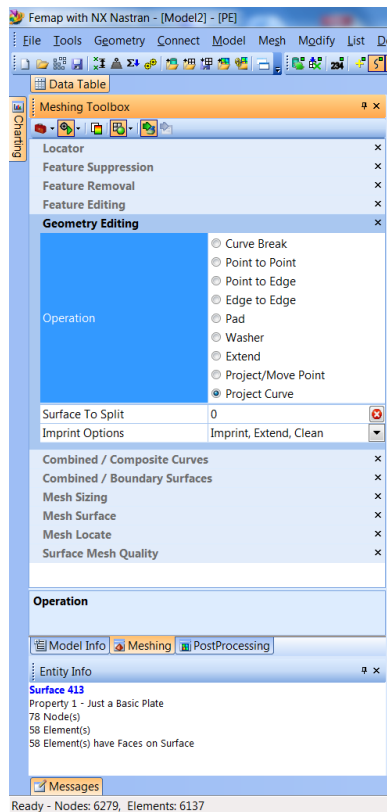 Femap with NX Nastran - [Model2] - [PE]
File Tools Geometry Connect Model Mesh Modify List D
Data Table
Charting
Meshing Toolbox
Locator
Feature Suppression
Feature Removal
Feature Editing
Geometry Editing
Operation
Curve Break
Point to Point
Point to Edge
Edge to Edge
Pad
Washer
Extend
Project/Move Point
Project Curve
Surface To Split 0
Imprint Options Imprint, Extend, Clean
Combined / Composite Curves
Combined / Boundary Surfaces
Mesh Sizing
Mesh Surface
Mesh Locate
Surface Mesh Quality
Operation
Model Info Meshing PostProcessing
Entity Info
Surface 413
Property 1 - Just a Basic Plate
78 Node(s)
58 Element(s)
58 Element(s) have Faces on Surface
Messages
Ready - Nodes: 6279, Elements: 6137